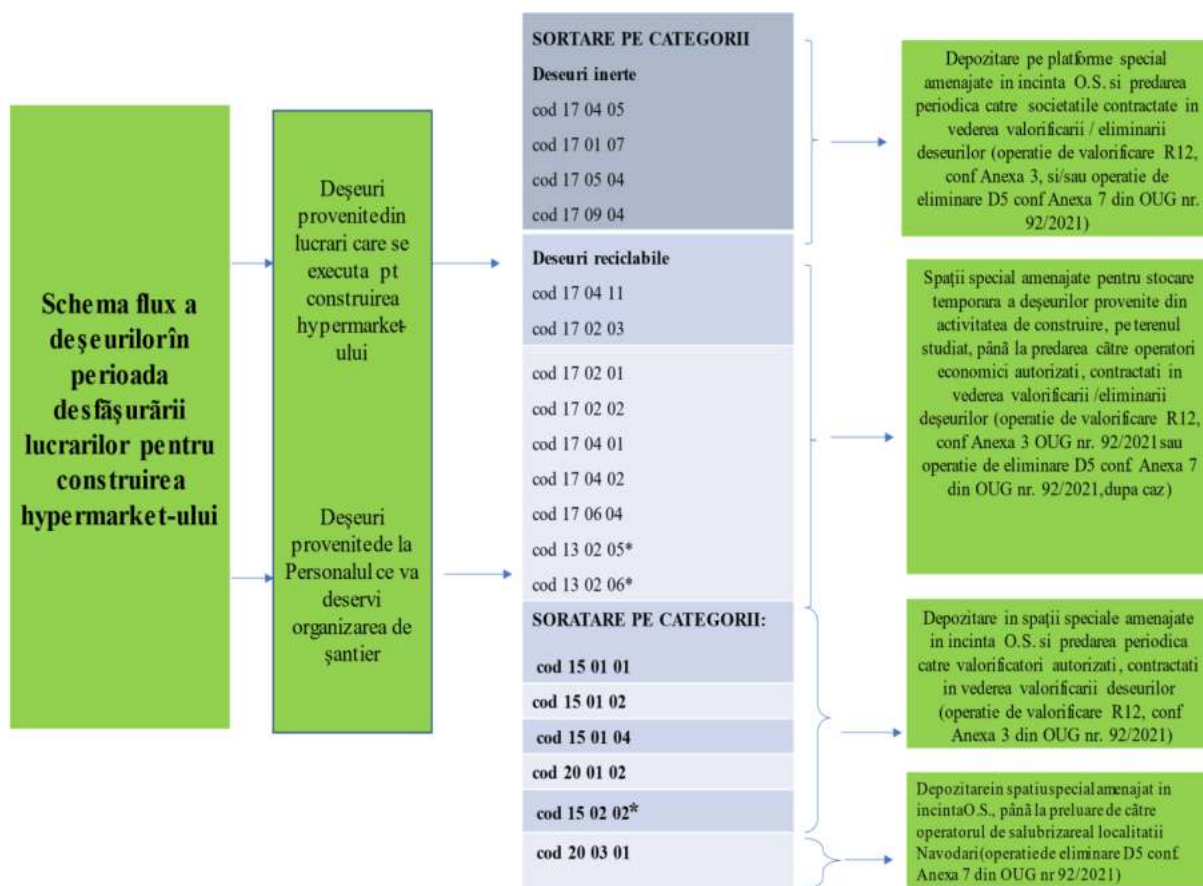 Schema flux a
deșeurilorîn
perioada
desfãșurãrii
lucrarilor pentru
construirea
hypermarket-ului
Deșeuri
provenitedin
lucrari care se
executa pt
construirea
hypermarket-
ului
Deșeuri
provenitede la
Personalul ce va
deservi
organizarea de
șantier
SORTARE PE CATEGORII
Deseuri inerte
cod 17 04 05
cod 17 01 07
cod 17 05 04
cod 17 09 04
Deseuri reciclabile
cod 17 04 11
cod 17 02 03
cod 17 02 01
cod 17 02 02
cod 17 04 01
cod 17 04 02
cod 17 06 04
cod 13 02 05*
cod 13 02 06*
SORATARE PE CATEGORII:
cod 15 01 01
cod 15 01 02
cod 15 01 04
cod 20 01 02
cod 15 02 02*
cod 20 03 01
Depozitare pe platforme special
amenajate in incinta O.S. si predarea
periodica catre societatile contractate in
vederea valorificarii / eliminarii
deseurilor (operatie de valorificare R12,
conf Anexa 3, si/sau operatie de
eliminare D5 conf Anexa 7 din OUG nr.
92/2021)
Spații special amenajate pentru stocare
temporara a deșeurilor provenite din
activitatea de construire, pe terenul
studiat, pânã la predarea cãtre operatori
economici autorizati, contractati in
vederea valorificarii /eliminarii
deșeurilor (operatie de valorificare R12,
conf Anexa 3 OUG nr. 92/2021 sau
operatie de eliminare D5 conf. Anexa 7
din OUG nr. 92/2021,dupa caz)
Depozitare in spații speciale amenajate
in incinta O.S. si predarea periodica
catre valorificatori autorizati, contractati
in vederea valorificarii deseurilor
(operatie de valorificare R12, conf
Anexa 3 din OUG nr. 92/2021)
Depozitarein spatiuspecialamenajat in
incintaO.S., pânã la preluare de cãtre
operatorul de salubrizareal localitatii
Navodari(operatiede eliminare D5 conf.
Anexa 7 din OUG nr 92/2021)